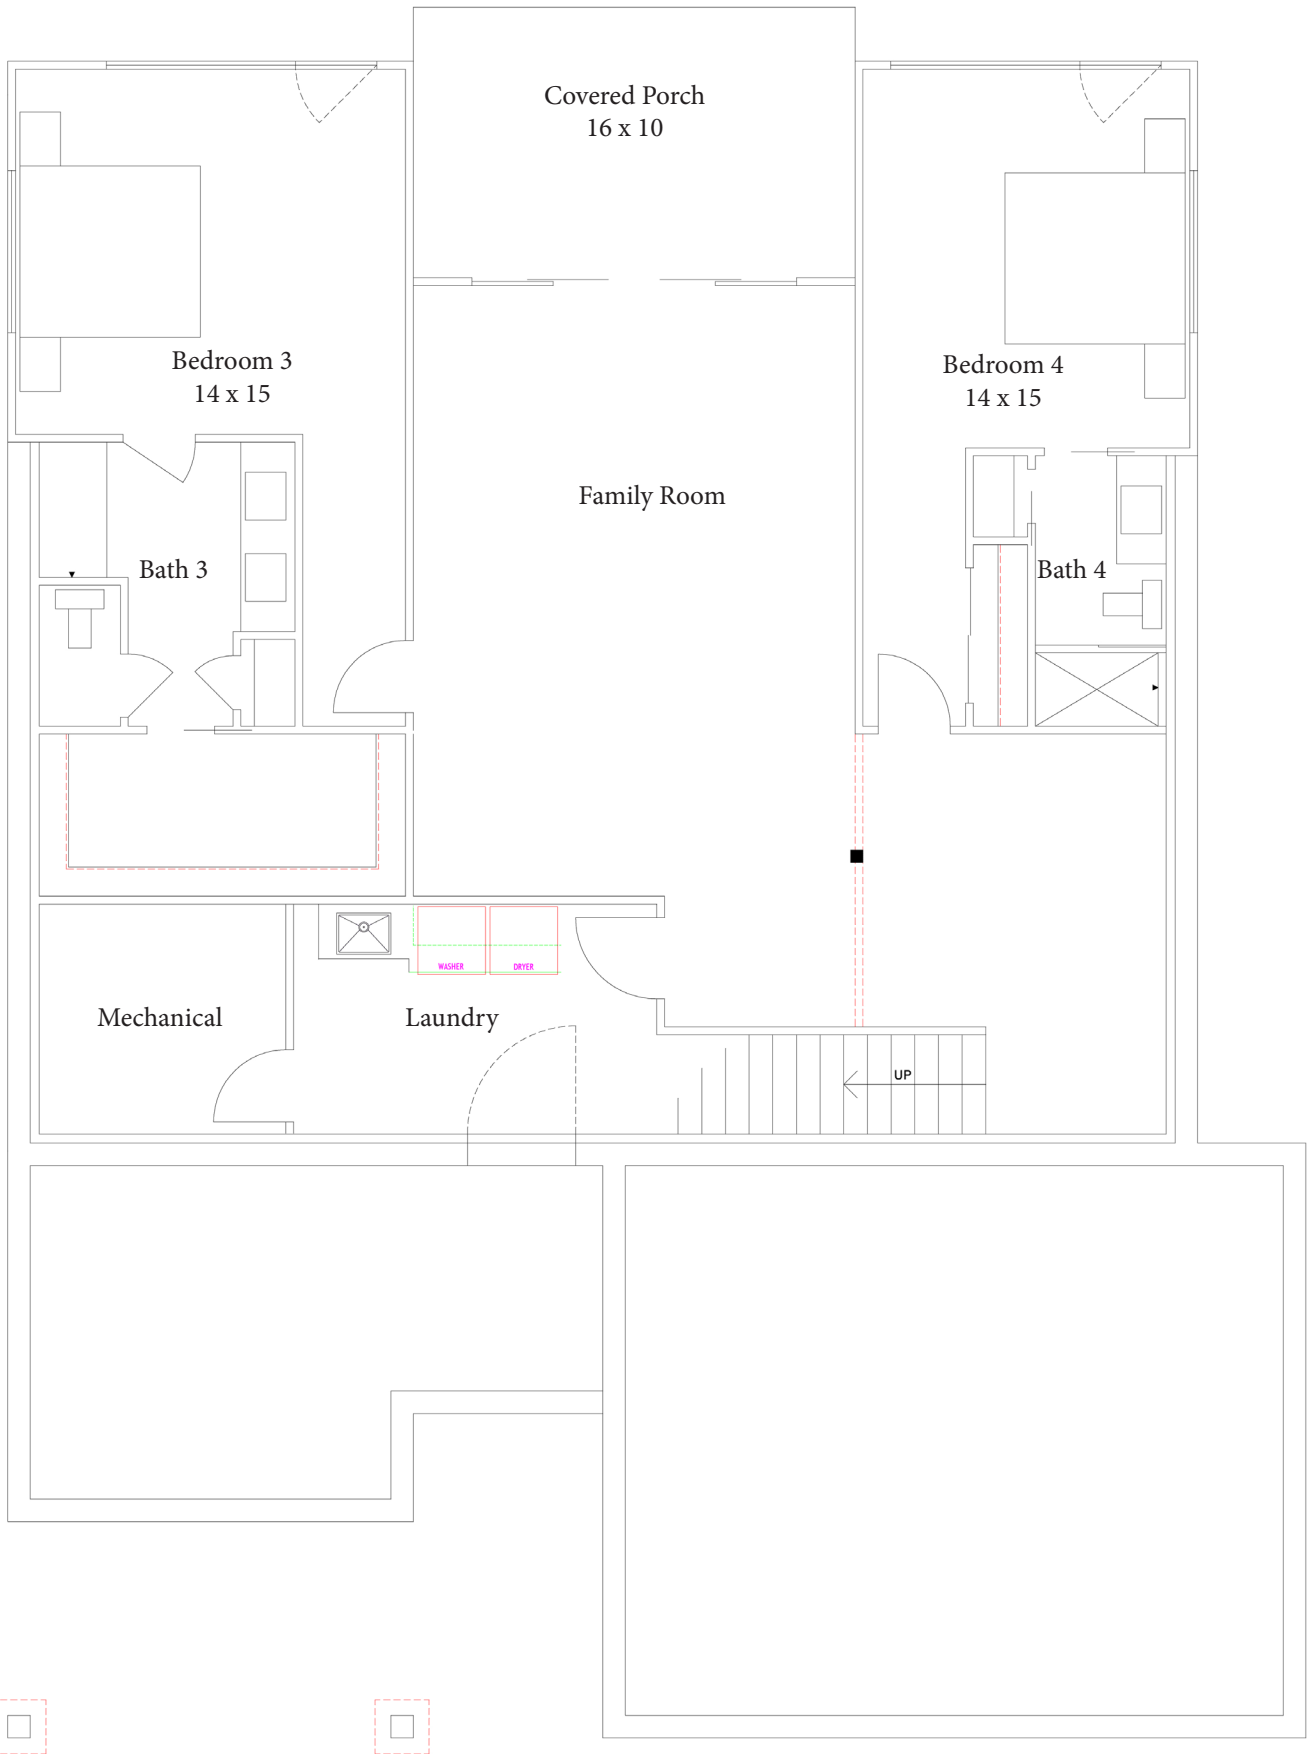 Covered Porch
16 x 10
Bedroom 3
14 x 15
Bedroom 4
14 x 15
Family Room
Bath 3
Bath 4
WASHER
DRYER
Mechanical
Laundry
UP